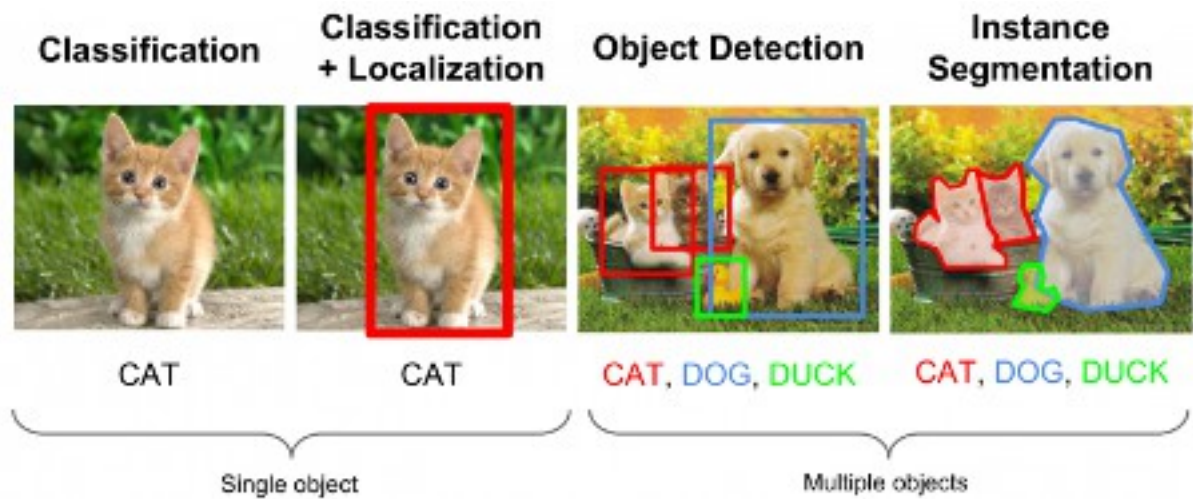 Classification
Classification
+ Localization
Object Detection
Instance
Segmentation
CAT
CAT
CAT, DOG, DUCK
CAT, DOG, DUCK
Single object
Multiple objects